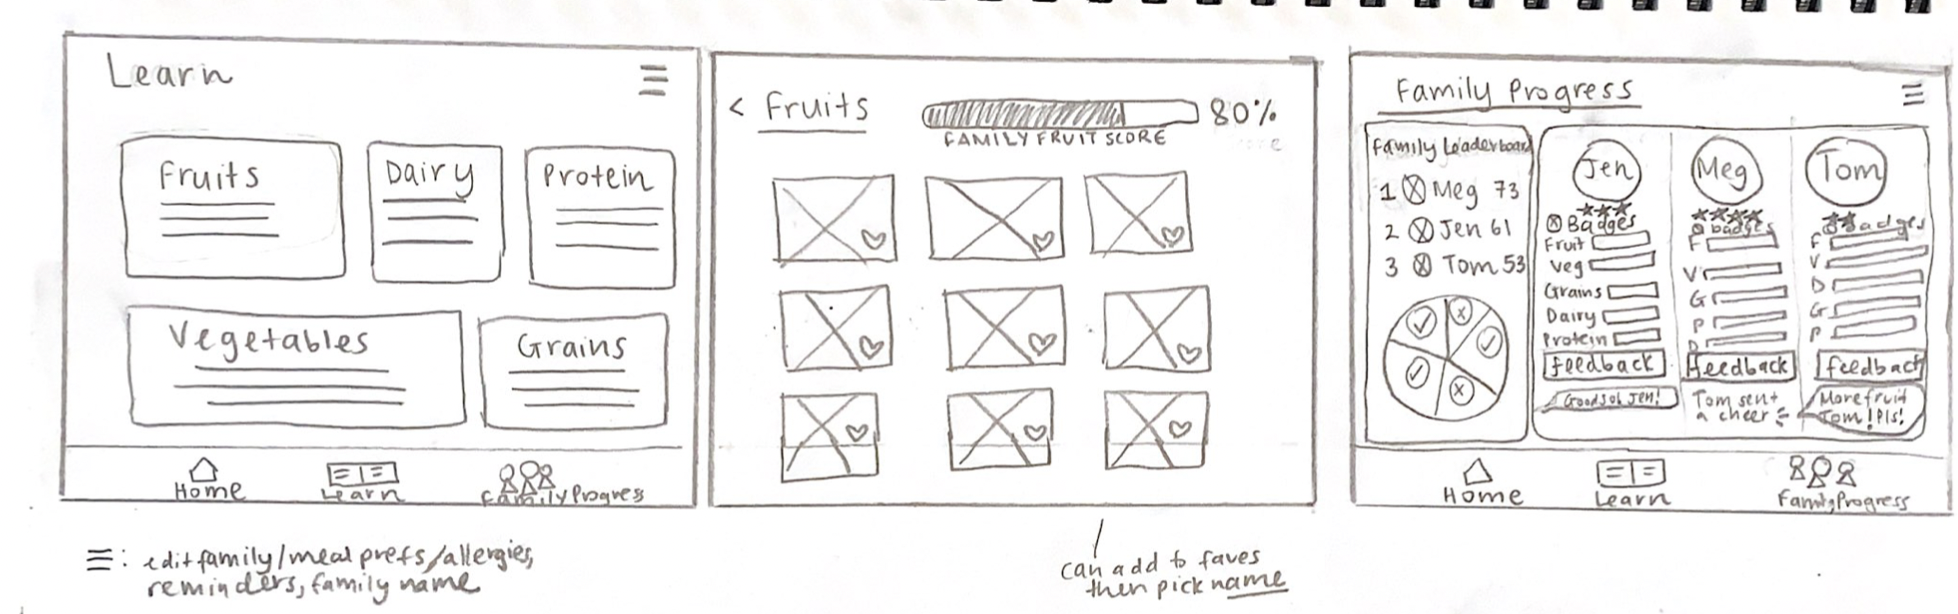 Learn
Fruits
Dairy
Protein
Vegetables
Grains
Home
Learn
Family Progress
: edit family/meal prefs/allergies,
reminders, family name
< Fruits
80%
FAMILY FRUIT SCORE
can add to faves
then pick name
Family Progress
Family Leaderboard
1 Meg 73
2 Jen 61
3 Tom 53
Jen
Badges
Fruit
Veg
Grains
Dairy
Protein
feedback
Good job Jen!
Meg
badges
F
V
G
P
D
feedback
Tom sent
a cheer
Tom
Badges
F
V
D
G
P
feedback
More fruit
Tom! Pls!
Home
Learn
Family Progress